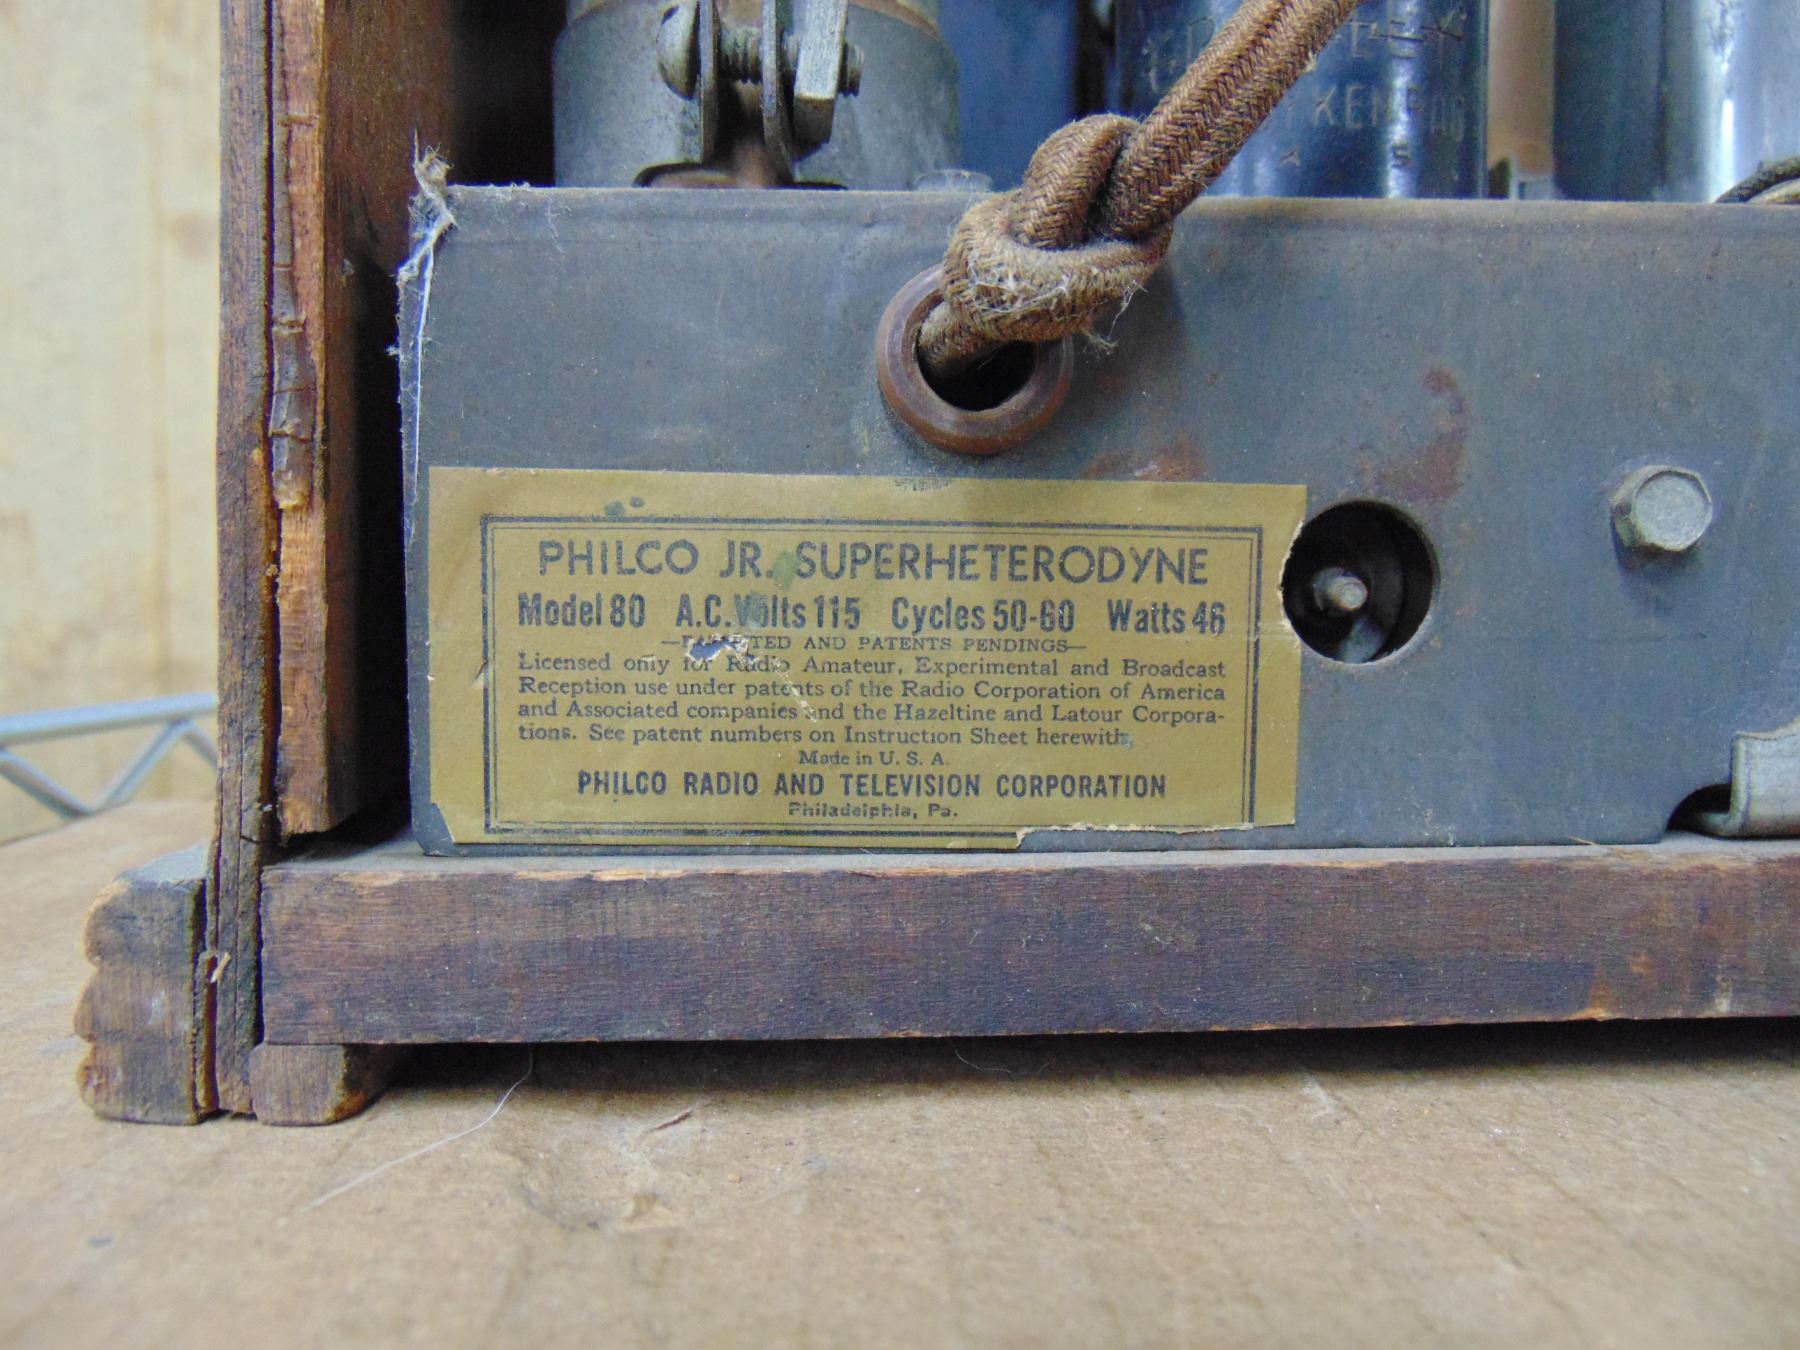 KEN-RAD
PHILCO JR. SUPERHETERODYNE
Model 80 A.C. Volts 115 Cycles 50-60 Watts 46
—PATENTED AND PATENTS PENDINGS—
Licensed only for Radio Amateur, Experimental and Broadcast
Reception use under patents of the Radio Corporation of America
and Associated companies and the Hazeltine and Latour Corpora-
tions. See patent numbers on Instruction Sheet herewith.
Made in U. S. A.
PHILCO RADIO AND TELEVISION CORPORATION
Philadelphia, Pa.